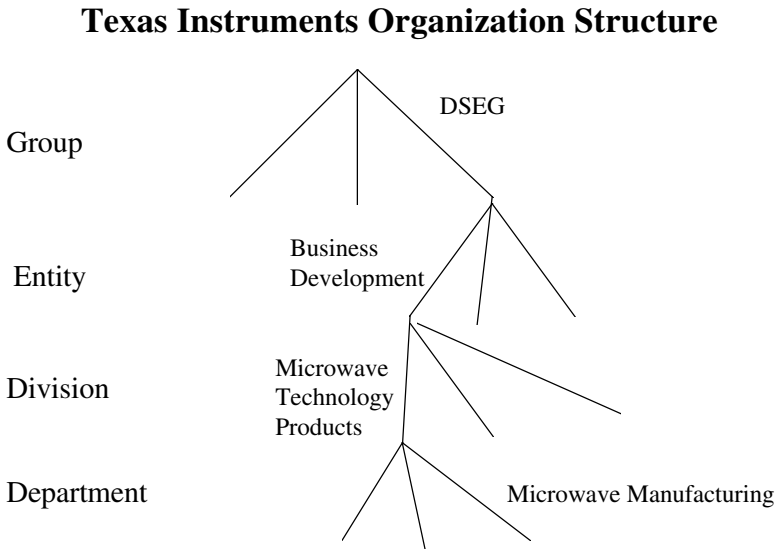 Texas Instruments Organization Structure
DSEG
Group
Business
Development
Entity
Microwave
Technology
Products
Division
Department
Microwave Manufacturing